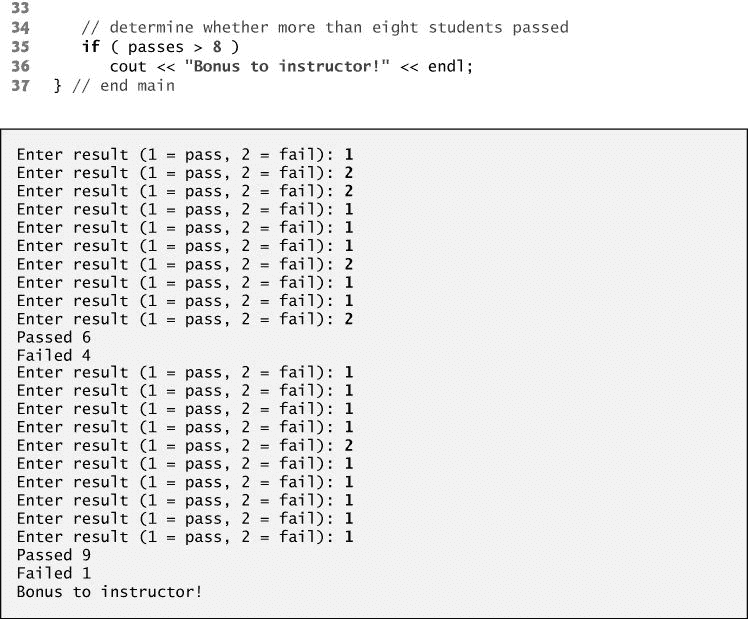 33
34 // determine whether more than eight students passed
35 if ( passes > 8 )
36 cout << "Bonus to instructor!" << endl;
37 } // end main
Enter result (1 = pass, 2 = fail): 1
Enter result (1 = pass, 2 = fail): 2
Enter result (1 = pass, 2 = fail): 2
Enter result (1 = pass, 2 = fail): 1
Enter result (1 = pass, 2 = fail): 1
Enter result (1 = pass, 2 = fail): 1
Enter result (1 = pass, 2 = fail): 2
Enter result (1 = pass, 2 = fail): 1
Enter result (1 = pass, 2 = fail): 1
Enter result (1 = pass, 2 = fail): 2
Passed 6
Failed 4
Enter result (1 = pass, 2 = fail): 1
Enter result (1 = pass, 2 = fail): 1
Enter result (1 = pass, 2 = fail): 1
Enter result (1 = pass, 2 = fail): 1
Enter result (1 = pass, 2 = fail): 2
Enter result (1 = pass, 2 = fail): 1
Enter result (1 = pass, 2 = fail): 1
Enter result (1 = pass, 2 = fail): 1
Enter result (1 = pass, 2 = fail): 1
Enter result (1 = pass, 2 = fail): 1
Passed 9
Failed 1
Bonus to instructor!